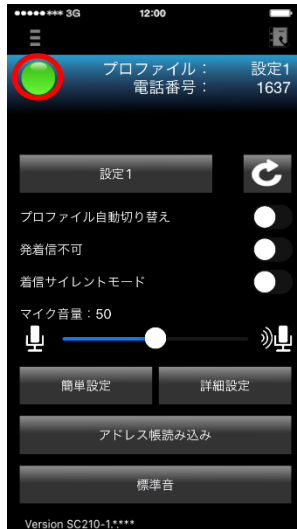 ●●●●●*** 3G 12:00
プロファイル： 設定1
電話番号： 1637
設定1
プロファイル自動切り替え
発着信不可
着信サイレントモード
マイク音量：50
簡単設定 詳細設定
アドレス帳読み込み
標準音
Version SC210-1.*.***